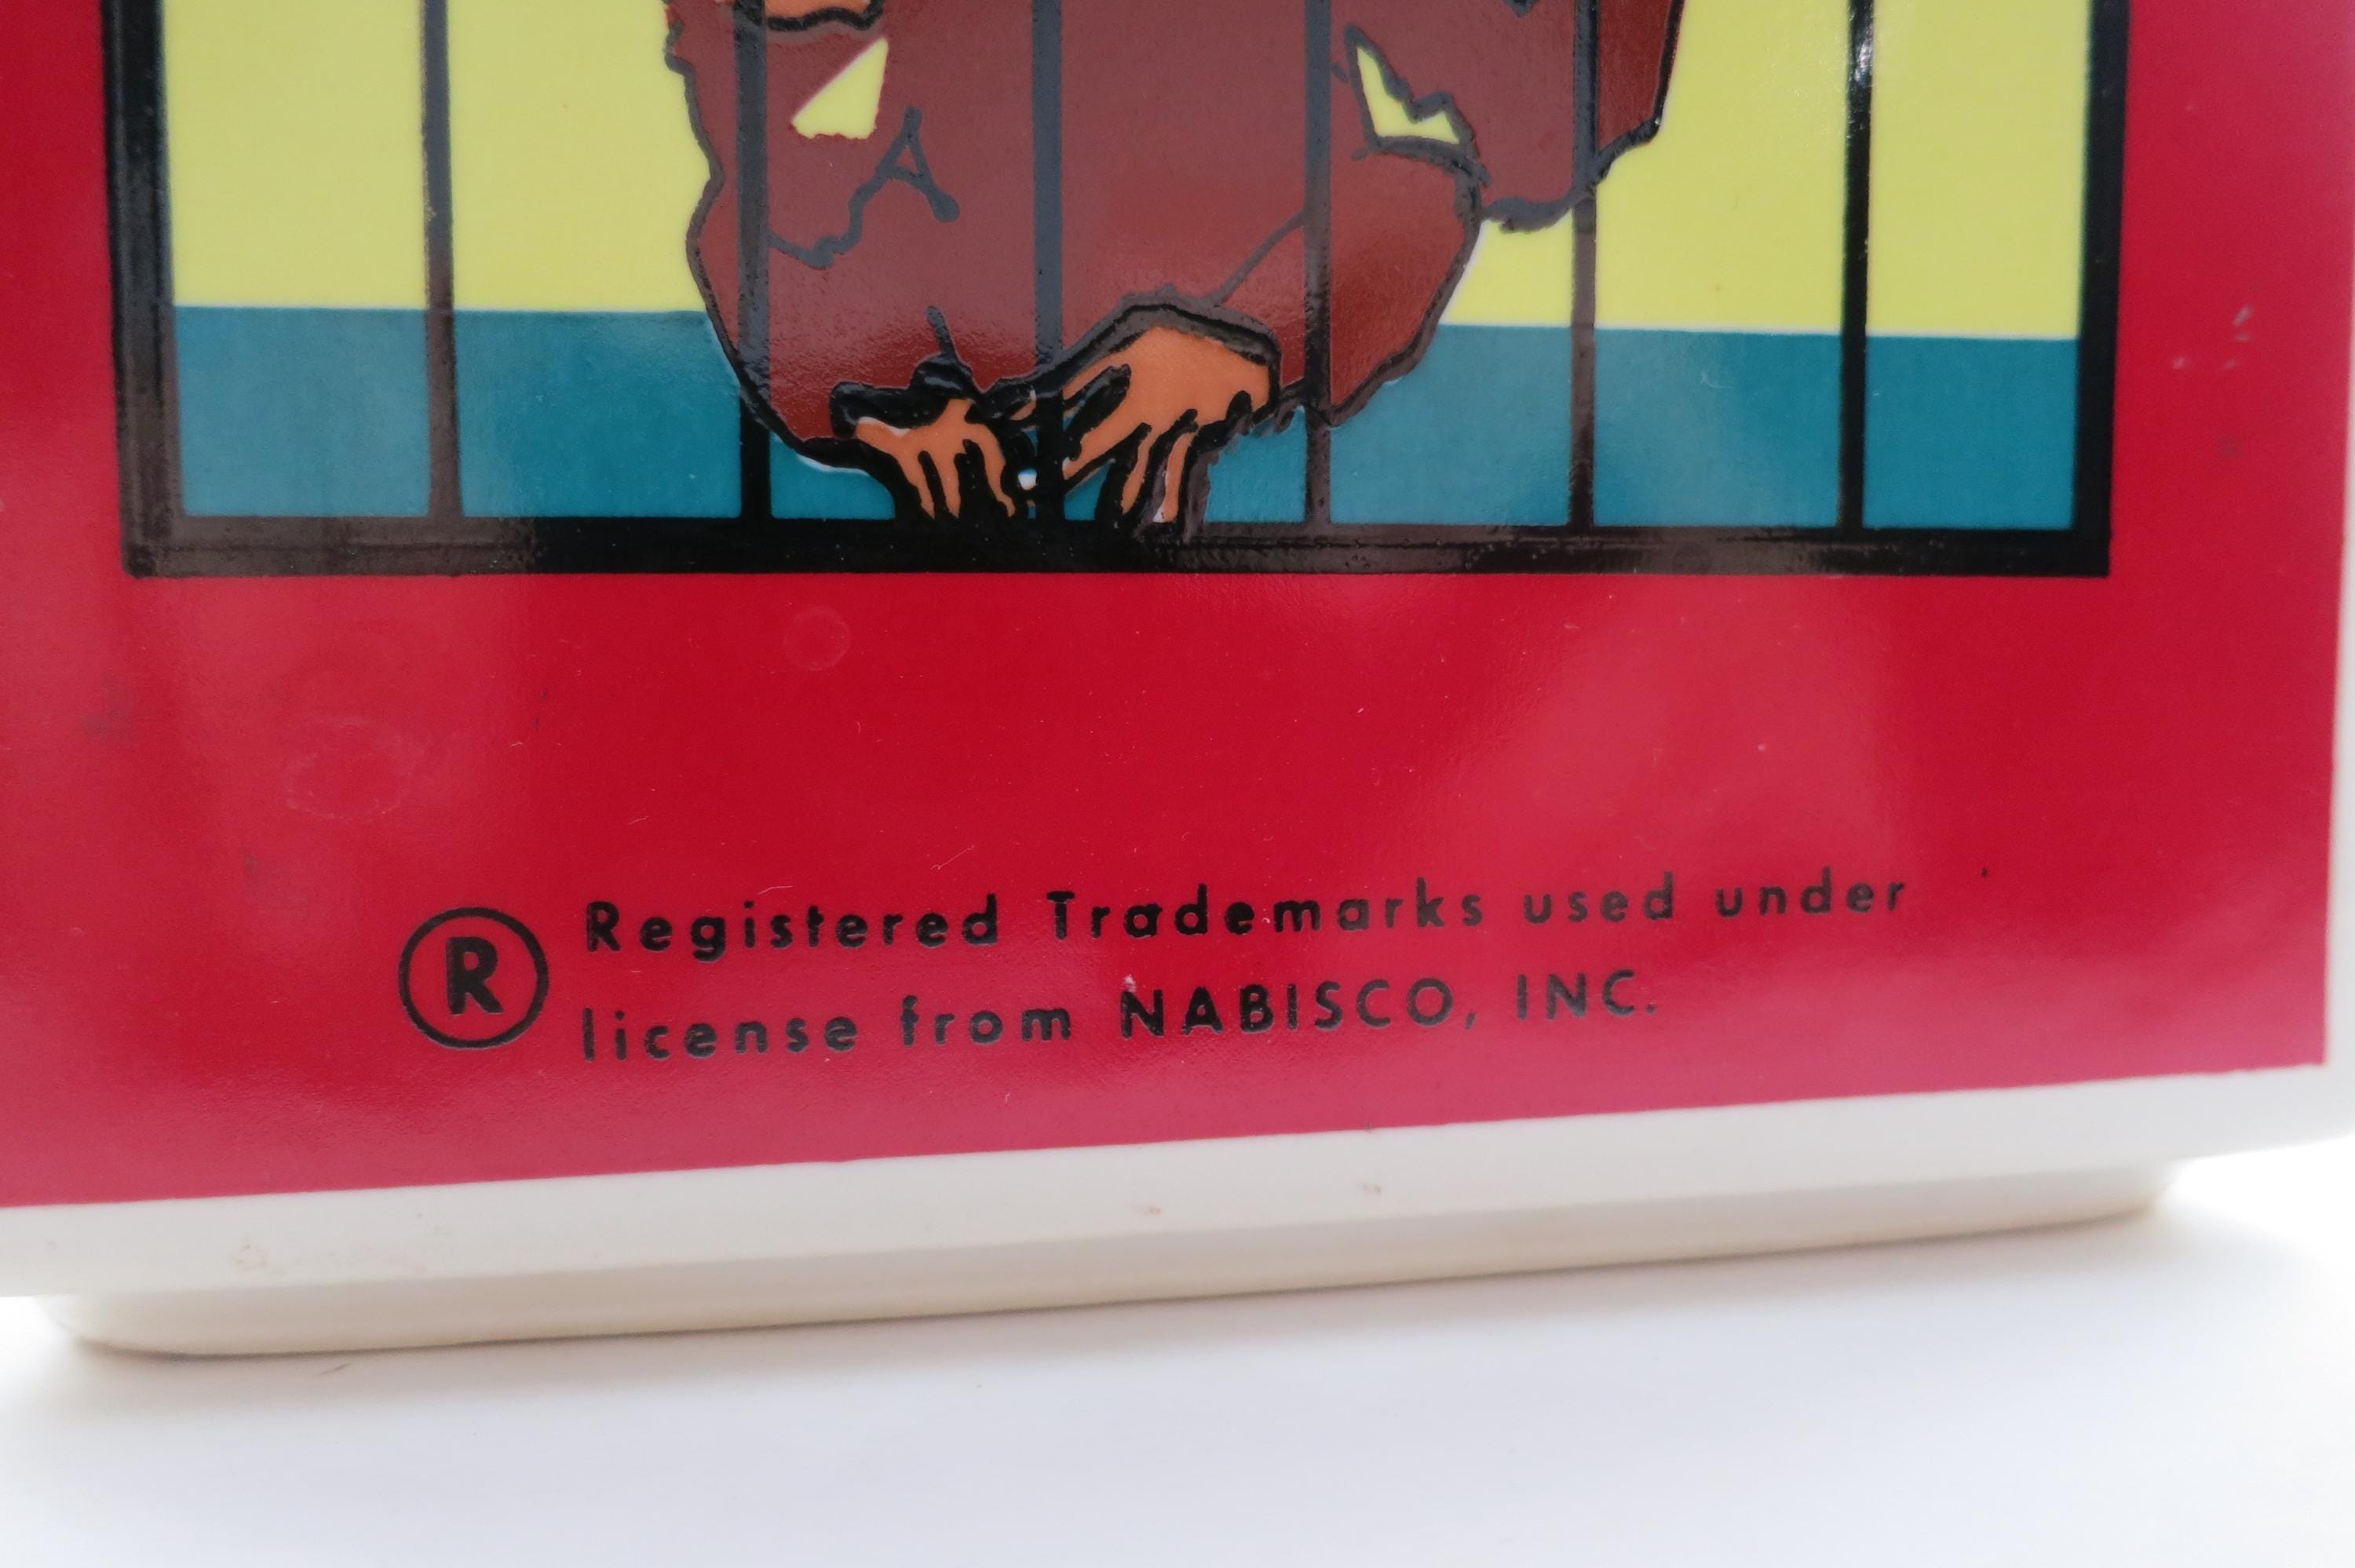 ® Registered Trademarks used under
license from NABISCO, INC.